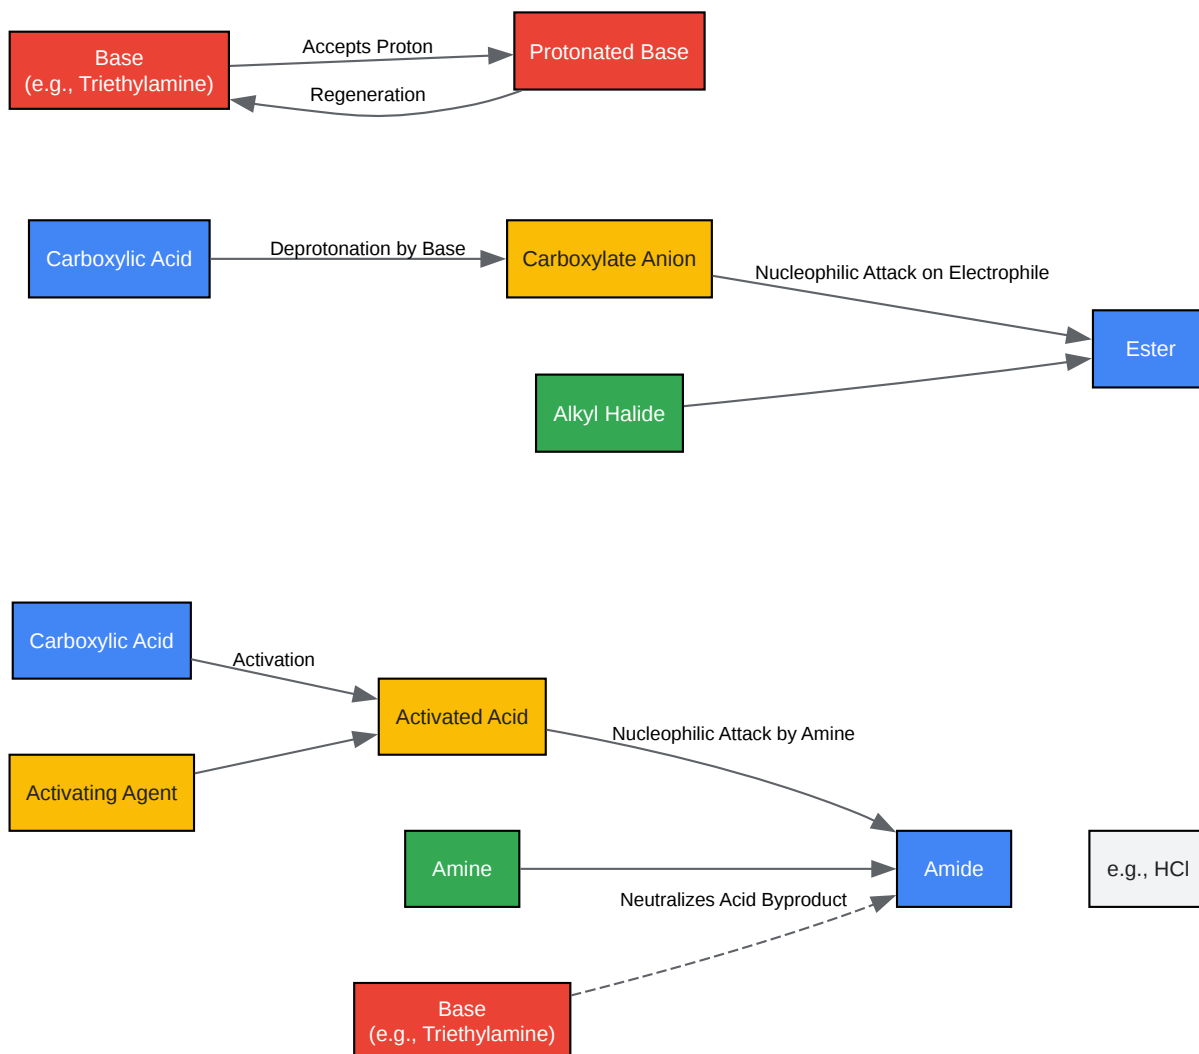 Base
(e.g., Triethylamine)
Accepts Proton
Protonated Base
Regeneration
Carboxylic Acid
Deprotonation by Base
Carboxylate Anion
Nucleophilic Attack on Electrophile
Ester
Alkyl Halide
Carboxylic Acid
Activation
Activated Acid
Activating Agent
Nucleophilic Attack by Amine
Amine
Amide
e.g., HCl
Neutralizes Acid Byproduct
Base
(e.g., Triethylamine)